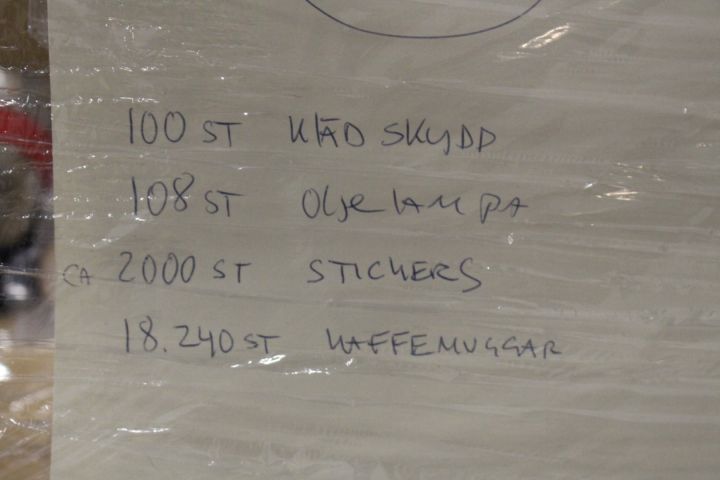 100 ST KLÄDSKYDD
108 ST Oljelampa
CA 2000 ST STICKERS
18.240 ST KAFFEMUGGAR